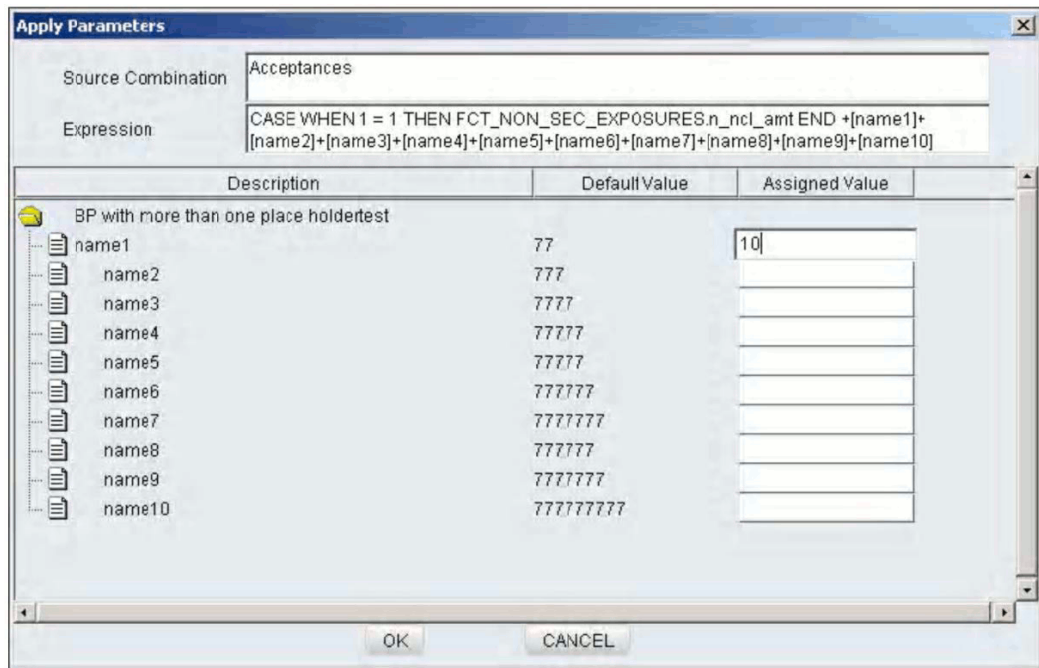 Apply Parameters
Source Combination
Acceptances
Expression
CASE WHEN 1 = 1 THEN FCT_NON_SEC_EXPOSURES.n_ncl_amt END +[name1]+
[name2]+[name3]+[name4]+[name5]+[name6]+[name7]+[name8]+[name9]+[name10]
Description Default Value Assigned Value
BP with more than one place holdertest
name1 77 10
name2 777
name3 7777
name4 77777
name5 77777
name6 777777
name7 7777777
name8 777777
name9 7777777
name10 777777777
OK CANCEL